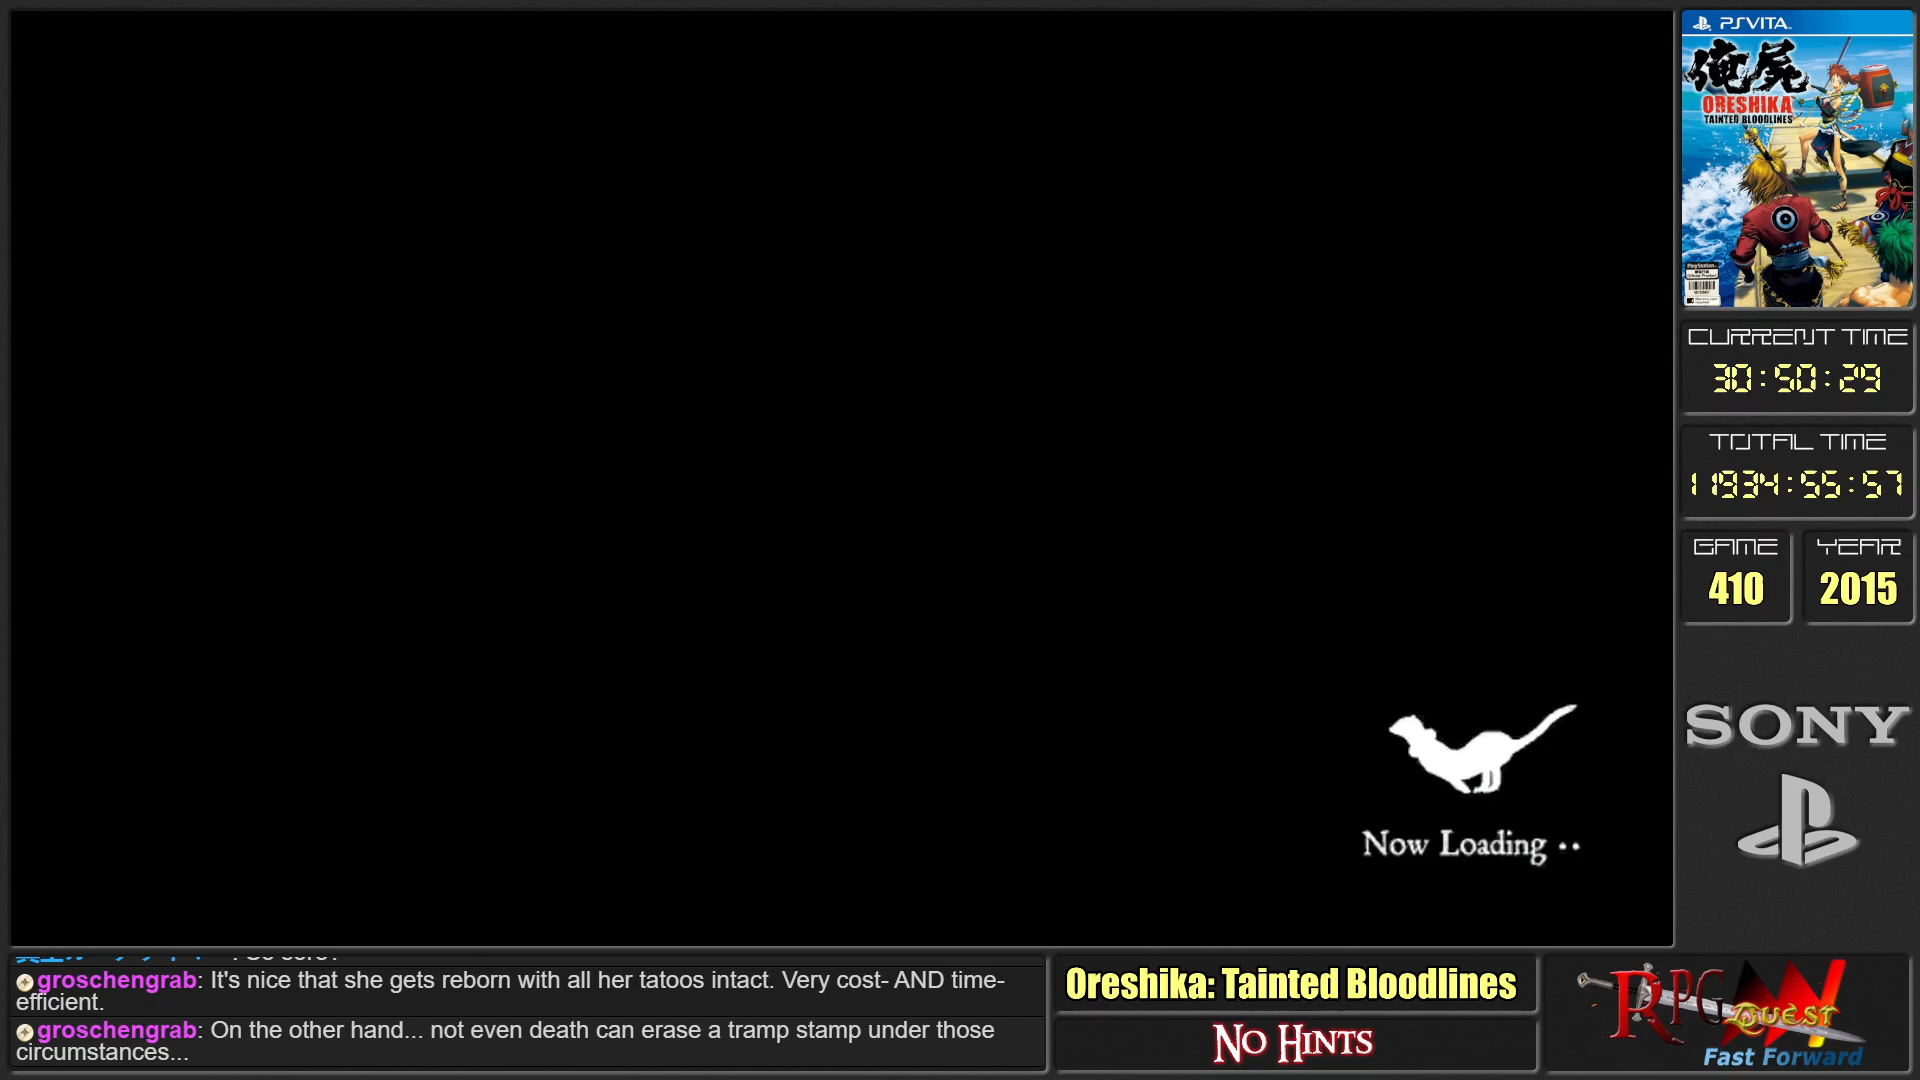 PSVITA
俺屍
ORESHIKA
TAINTED BLOODLINES
CURRENT TIME
30:50:29
TOTAL TIME
11934:55:57
GAME
YEAR
410
2015
SONY
Now Loading ..
groschengrab: It's nice that she gets reborn with all her tatoos intact. Very cost- AND time-
efficient.
groschengrab: On the other hand... not even death can erase a tramp stamp under those
circumstances...
Oreshika: Tainted Bloodlines
No Hints
RPG Quest
Fast Forward